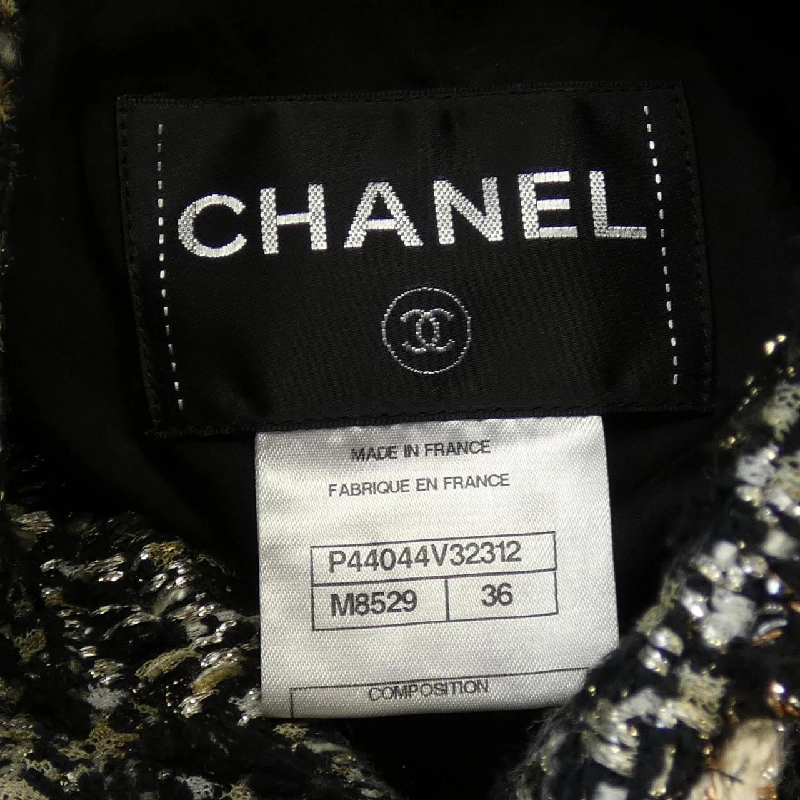 CHANEL
MADE IN FRANCE
FABRIQUE EN FRANCE
P44044V32312
M8529 36
COMPOSITION